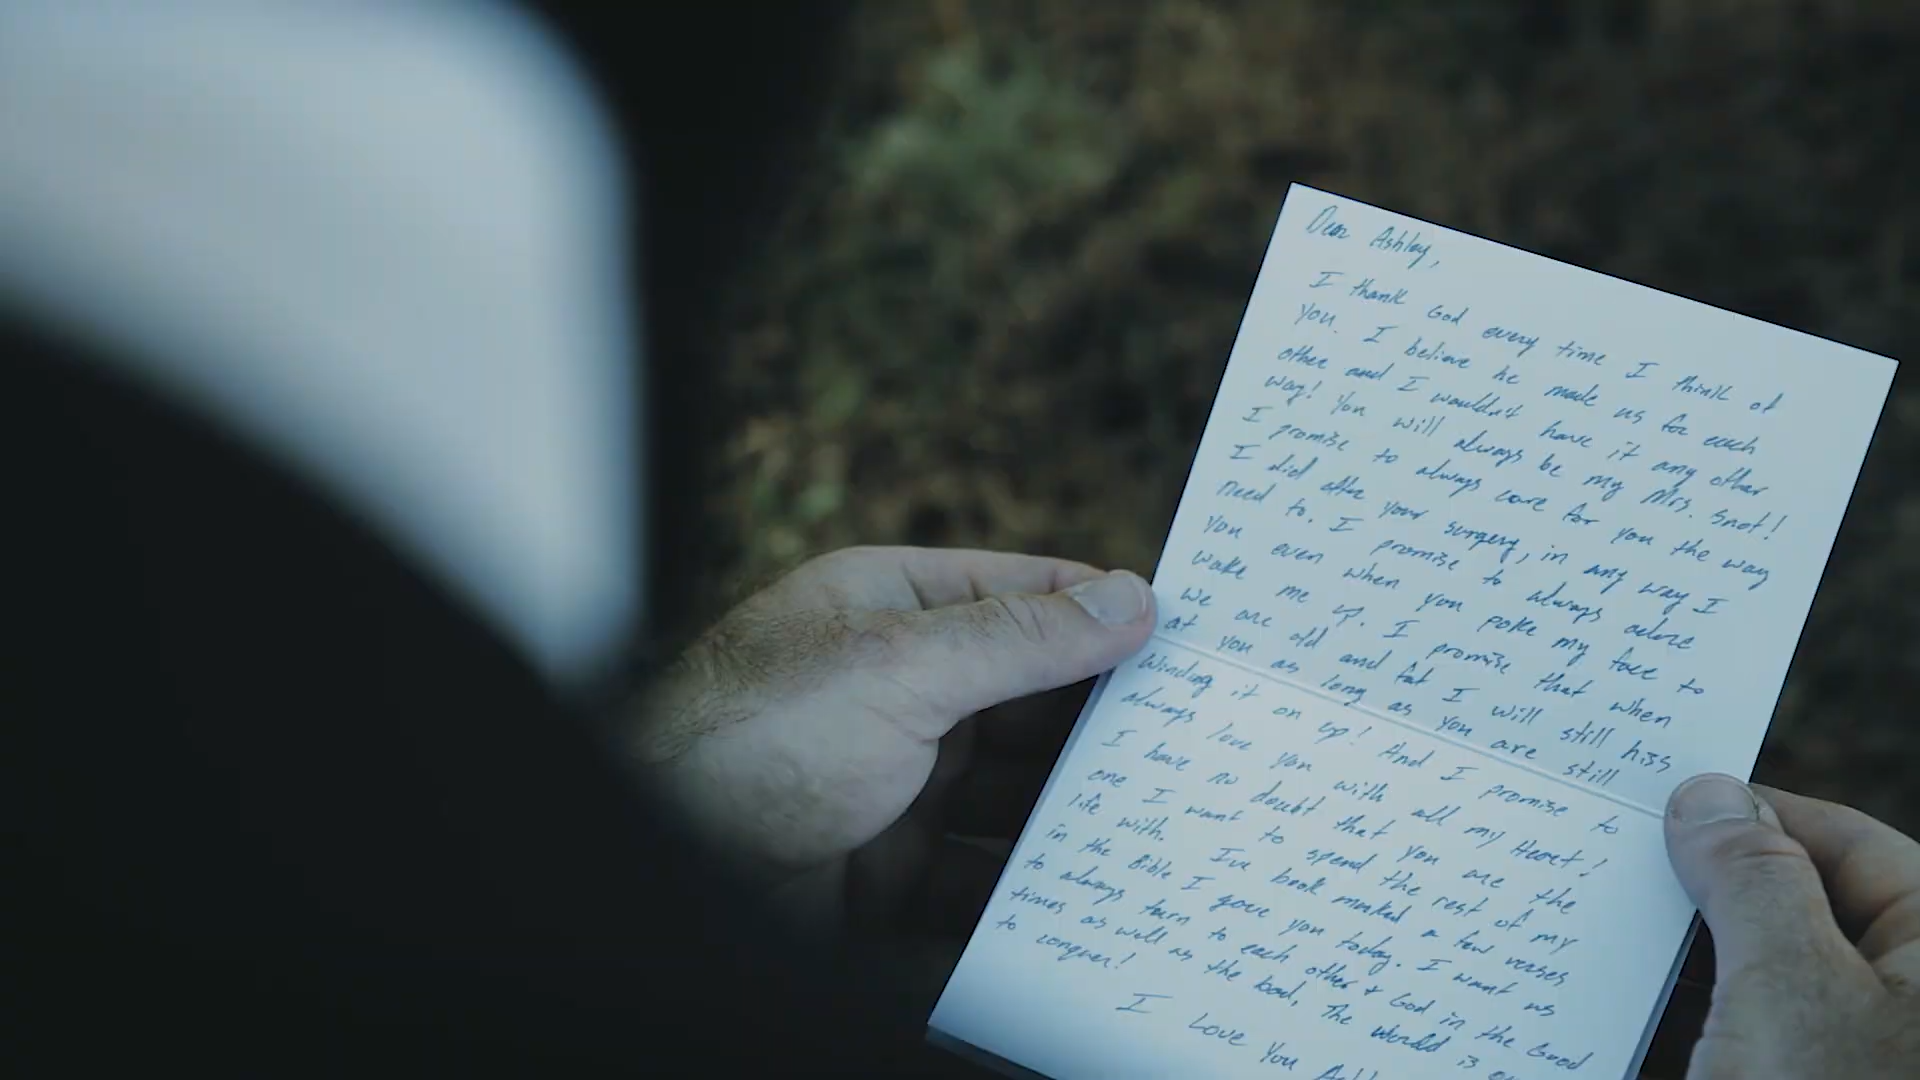 Dear Ashley,
I thank God every time I think of
you. I believe he made us for each
other and I wouldn't have it any other
way! You will always be my Mrs. Snot!
I promise to always care for you the way
I did after your surgery, in any way I
need to. I promise to always adore
you even when you poke my face to
wake me up. I promise that when
we are old and fat I will still hiss
at you as long as you are still
winding it on up! And I promise to
always love you with all my Heart!
I have no doubt that you are the
one I want to spend the rest of my
life with. I've book marked a few verses
in the Bible I gave you today. I want us
to always turn to each other & God in the Good
times as well as the bad, The World is
to conquer!
I Love You